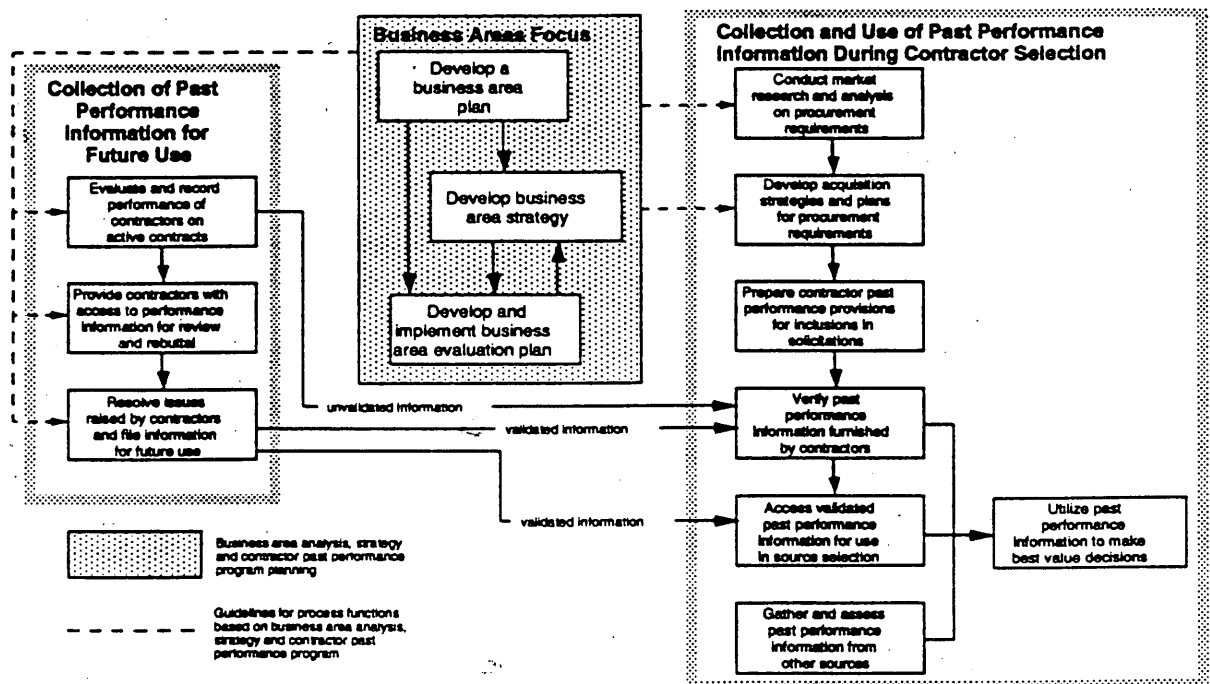 Business Areas Focus
Develop a
business area
plan
Develop business
area strategy
Develop and
implement business
area evaluation plan
Collection of Past
Performance
Information for
Future Use
Evaluate and record
performance of
contractors on
active contracts
Provide contractors with
access to performance
information for review
and rebuttal
Resolve issues
raised by contractors
and file information
for future use
unvalidated information
validated information
validated information
Collection and Use of Past Performance
Information During Contractor Selection
Conduct market
research and analysis
on procurement
requirements
Develop acquisition
strategies and plans
for procurement
requirements
Prepare contractor past
performance provisions
for inclusions in
solicitations
Verify past
performance
information furnished
by contractors
Access validated
past performance
information for use
in source selection
Gather and assess
past performance
information from
other sources
Utilize past
performance
information to make
best value decisions
Business area analysis, strategy
and contractor past performance
program planning
Guidelines for process functions
based on business area analysis,
strategy and contractor past
performance program